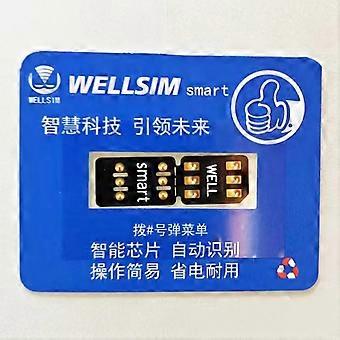 WELLSIM smart
WELLSIM
智慧科技 引领未来
smart WELL
拨#号弹菜单
智能芯片 自动识别
操作简易 省电耐用